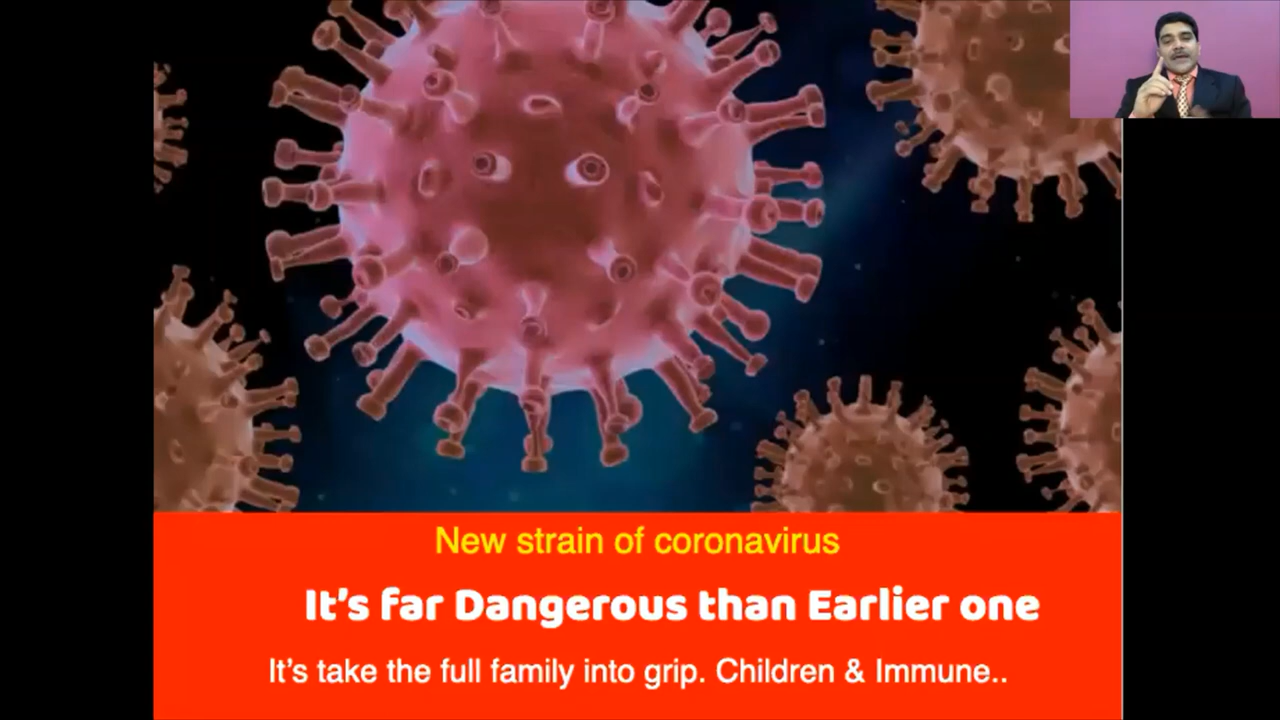 New strain of coronavirus
It's far Dangerous than Earlier one
It's take the full family into grip. Children & Immune..